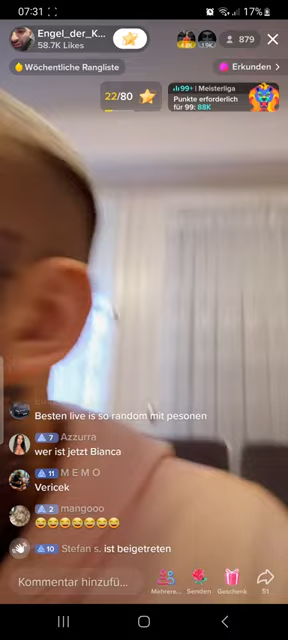 07:31
17%
Engel_der_K...
58.7K Likes
879
Wöchentliche Rangliste
Erkunden >
22/80
99+ | Meisterliga
Punkte erforderlich
für 99: 88K
Besten live is so random mit pesonen
7 Azzurra
wer ist jetzt Bianca
11 M E M O
Vericek
2 mangooo
😂😂😂😂😂😂😂
10 Stefan s. ist beigetreten
Kommentar hinzufü...
Mehrere...
Senden
Geschenk
51